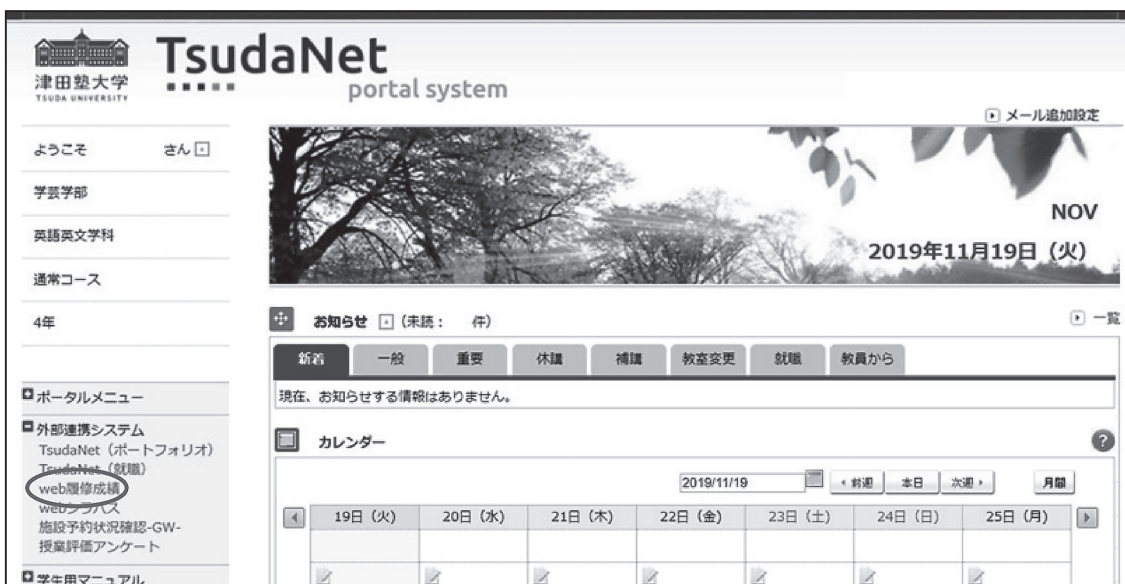 津田塾大学
TSUDA UNIVERSITY
TsudaNet
portal system
メール追加設定
ようこそ さん
学芸学部
英語英文学科
通常コース
4年
NOV
2019年11月19日（火）
お知らせ （未読： 件）
一覧
新着 一般 重要 休講 補講 教室変更 就職 教員から
現在、お知らせする情報はありません。
ポータルメニュー
外部連携システム
TsudaNet（ポートフォリオ）
TsudaNet（就職）
web履修成績
webシラバス
施設予約状況確認-GW-
授業評価アンケート
学生用マニュアル
カレンダー
2019/11/19 前週 本日 次週 月間
19日（火） 20日（水） 21日（木） 22日（金） 23日（土） 24日（日） 25日（月）